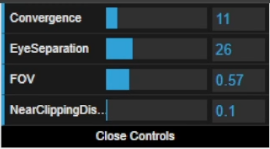 Convergence 11
EyeSeparation 26
FOV 0.57
NearClippingDis.. 0.1
Close Controls